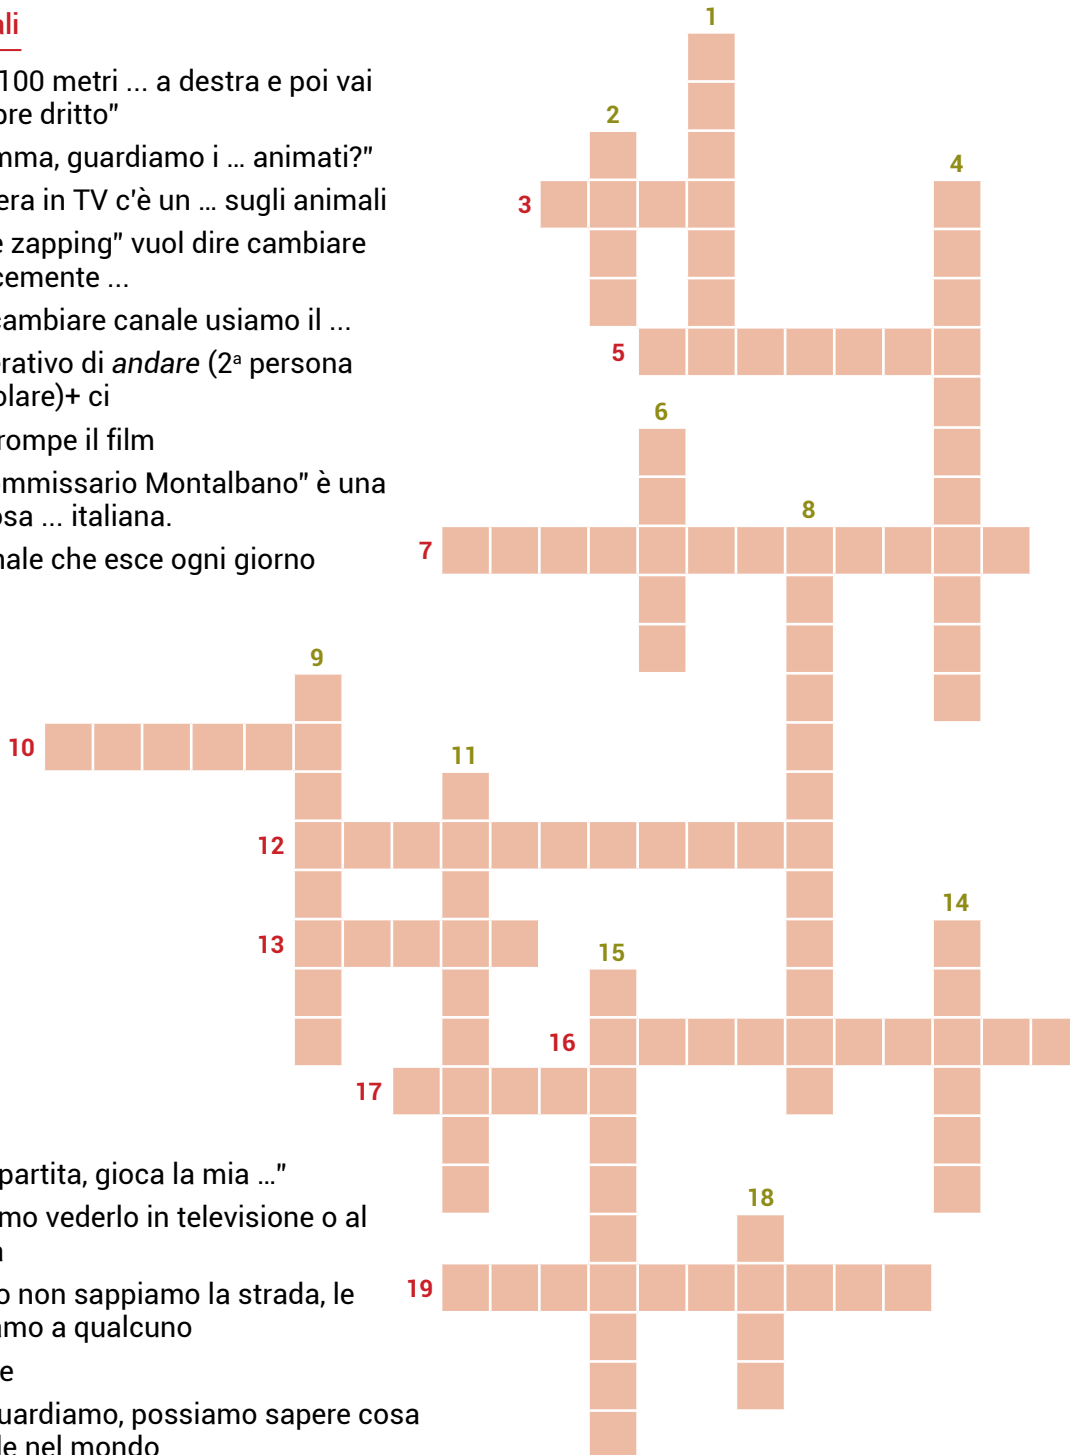 ali
100 metri ... a destra e poi vai
ore dritto"
nma, guardiamo i ... animati?"
era in TV c'è un ... sugli animali
e zapping" vuol dire cambiare
cemente ...
cambiare canale usiamo il ...
erativo di andare (2ª persona
olare)+ ci
rompe il film
ommissario Montalbano" è una
osa ... italiana.
nale che esce ogni giorno
partita, gioca la mia ..."
mo vederlo in televisione o al
a
o non sappiamo la strada, le
amo a qualcuno
e
uardiamo, possiamo sapere cosa
le nel mondo
1
2
3
4
5
6
7
8
9
10
11
12
13
14
15
16
17
18
19